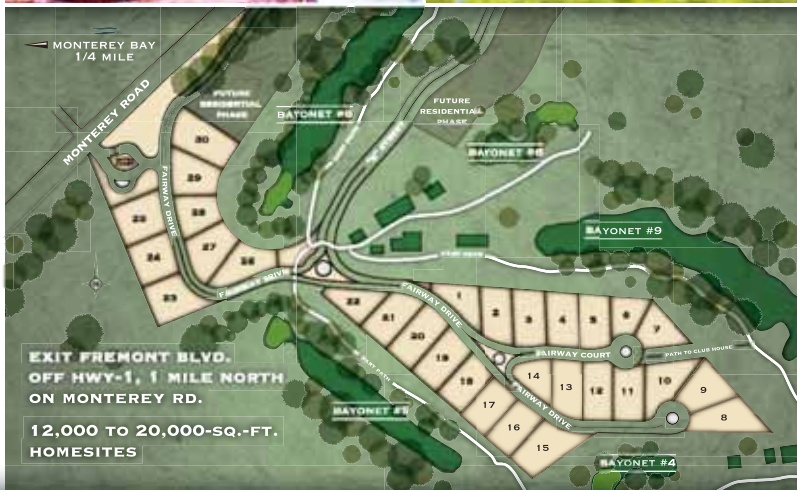 MONTEREY BAY
1/4 MILE
MONTEREY ROAD
FUTURE
RESIDENTIAL
PHASE
BAYONET #6
FUTURE
RESIDENTIAL
PHASE
BAYONET #9
FAIRWAY DRIVE
30
29
28
27
26
25
24
23
FAIRWAY DRIVE
FAIRWAY DRIVE
22
21
20
19
18
17
16
15
1
2
3
4
5
6
7
FAIRWAY COURT
PATH TO CLUB HOUSE
14
13
12
11
10
9
8
FAIRWAY DRIVE
BAYONET #5
BAYONET #4
EXIT FREMONT BLVD.
OFF HWY-1, 1 MILE NORTH
ON MONTEREY RD.
12,000 TO 20,000-SQ.-FT.
HOMESITES